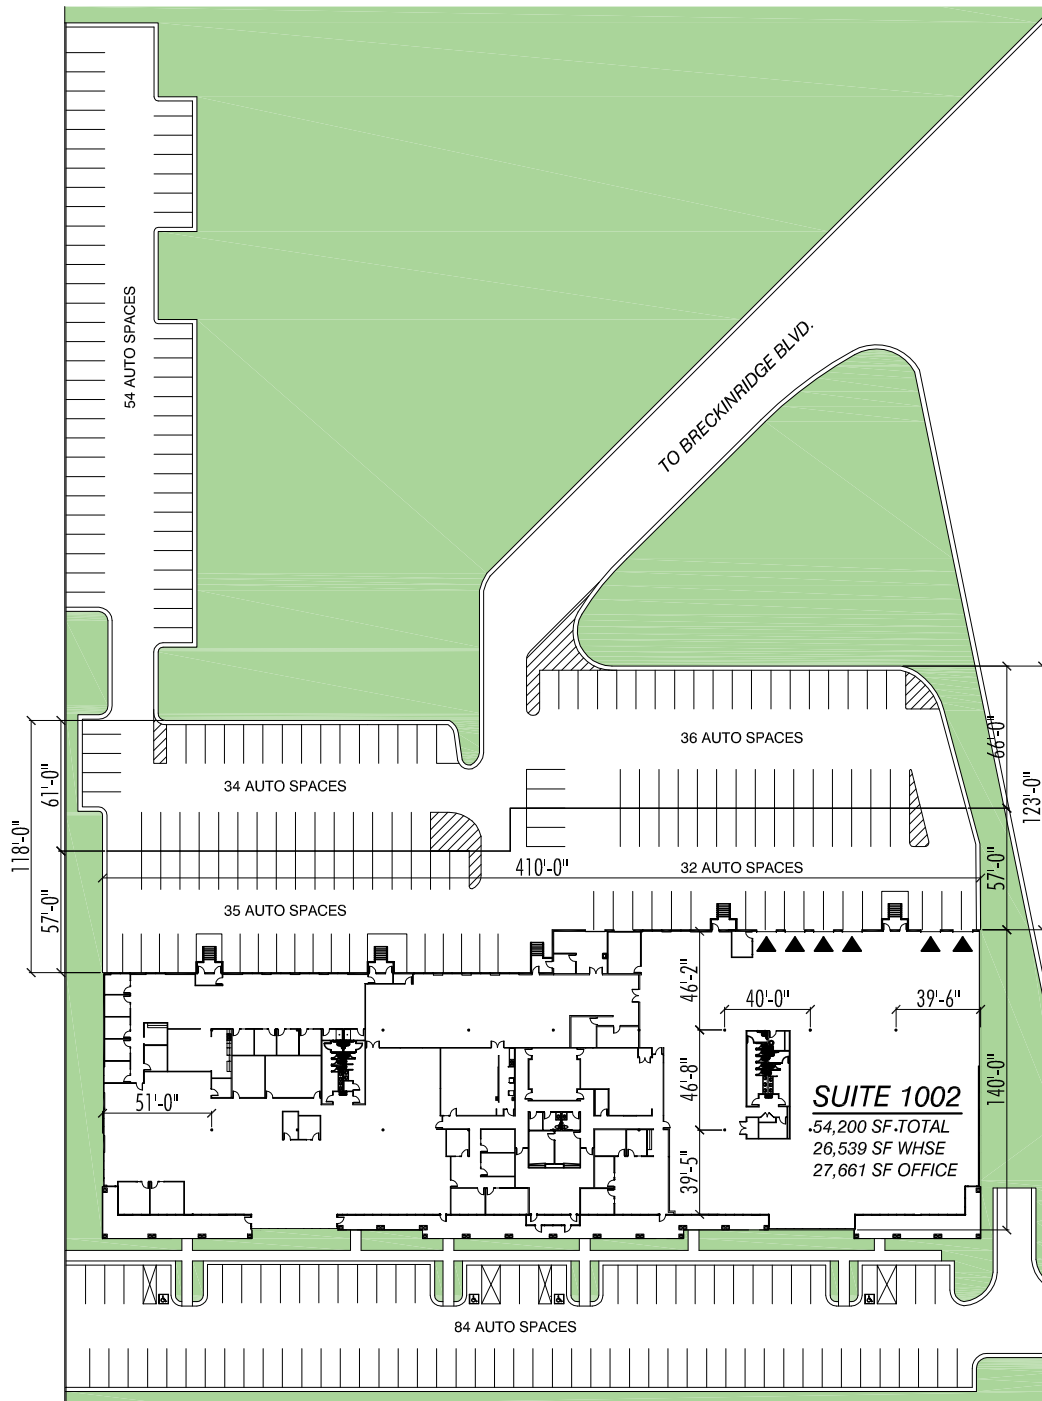 54 AUTO SPACES
TO BRECKINRIDGE BLVD.
36 AUTO SPACES
34 AUTO SPACES
61'-0"
118'-0"
57'-0"
66'-0"
123'-0"
57'-0"
410'-0"
32 AUTO SPACES
35 AUTO SPACES
46'-2"
40'-0"
39'-6"
46'-8"
140'-0"
51'-0"
39'-5"
SUITE 1002
54,200 SF TOTAL
26,539 SF WHSE
27,661 SF OFFICE
84 AUTO SPACES